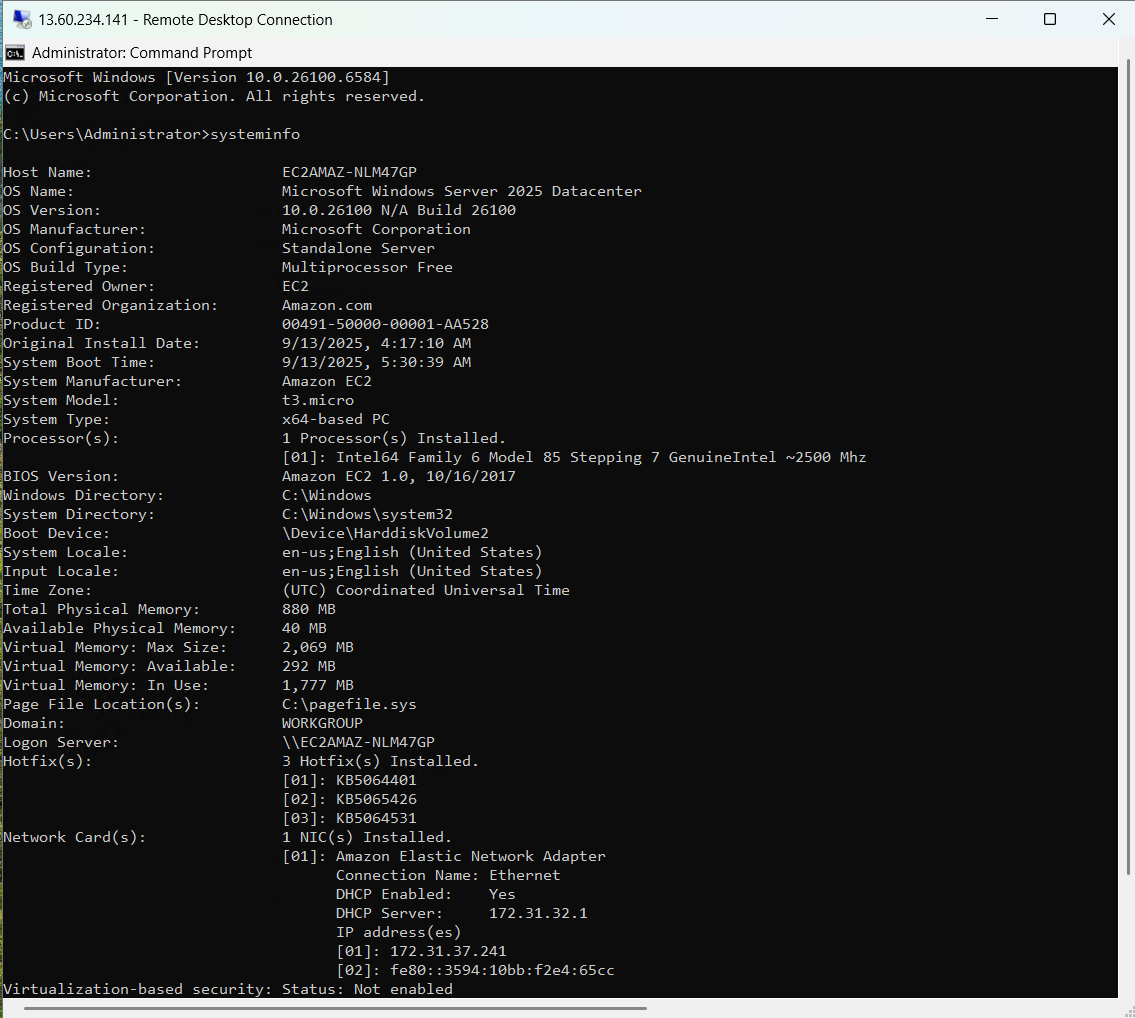 13.60.234.141 - Remote Desktop Connection
Administrator: Command Prompt
Microsoft Windows [Version 10.0.26100.6584]
(c) Microsoft Corporation. All rights reserved.
C:\Users\Administrator>systeminfo
Host Name: EC2AMAZ-NLM47GP
OS Name: Microsoft Windows Server 2025 Datacenter
OS Version: 10.0.26100 N/A Build 26100
OS Manufacturer: Microsoft Corporation
OS Configuration: Standalone Server
OS Build Type: Multiprocessor Free
Registered Owner: EC2
Registered Organization: Amazon.com
Product ID: 00491-50000-00001-AA528
Original Install Date: 9/13/2025, 4:17:10 AM
System Boot Time: 9/13/2025, 5:30:39 AM
System Manufacturer: Amazon EC2
System Model: t3.micro
System Type: x64-based PC
Processor(s): 1 Processor(s) Installed.
[01]: Intel64 Family 6 Model 85 Stepping 7 GenuineIntel ~2500 Mhz
BIOS Version: Amazon EC2 1.0, 10/16/2017
Windows Directory: C:\Windows
System Directory: C:\Windows\system32
Boot Device: \Device\HarddiskVolume2
System Locale: en-us;English (United States)
Input Locale: en-us;English (United States)
Time Zone: (UTC) Coordinated Universal Time
Total Physical Memory: 880 MB
Available Physical Memory: 40 MB
Virtual Memory: Max Size: 2,069 MB
Virtual Memory: Available: 292 MB
Virtual Memory: In Use: 1,777 MB
Page File Location(s): C:\pagefile.sys
Domain: WORKGROUP
Logon Server: \\EC2AMAZ-NLM47GP
Hotfix(s): 3 Hotfix(s) Installed.
[01]: KB5064401
[02]: KB5065426
[03]: KB5064531
Network Card(s): 1 NIC(s) Installed.
[01]: Amazon Elastic Network Adapter
Connection Name: Ethernet
DHCP Enabled: Yes
DHCP Server: 172.31.32.1
IP address(es)
[01]: 172.31.37.241
[02]: fe80::3594:10bb:f2e4:65cc
Virtualization-based security: Status: Not enabled